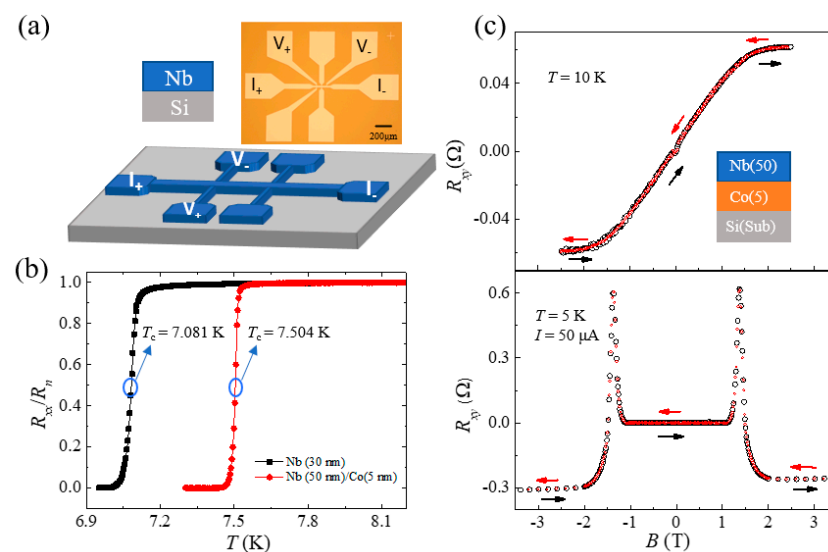 (a)
Nb
Si
V₊
V₋
I₊
I₋
200μm
V₋
I₊
I₋
V₊
(b)
1.0
0.8
0.6
0.4
0.2
0.0
Rxx/Rn
Tc = 7.081 K
Tc = 7.504 K
Nb (30 nm)
Nb (50 nm)/Co(5 nm)
6.9 7.2 7.5 7.8 8.1
T (K)
(c)
0.04
0.00
-0.04
Rxy(Ω)
T = 10 K
Nb(50)
Co(5)
Si(Sub)
0.6
0.3
0.0
-0.3
Rxy(Ω)
T = 5 K
I = 50 μA
-3 -2 -1 0 1 2 3
B (T)